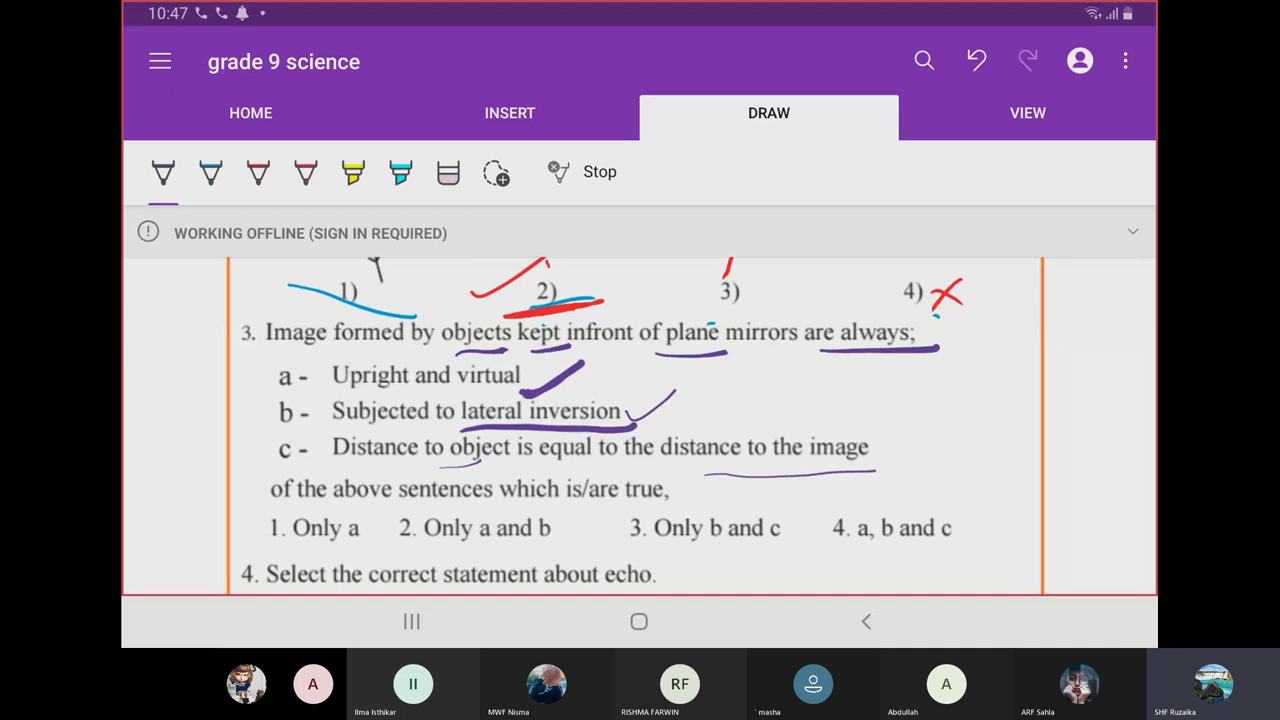 10:47
grade 9 science
HOME INSERT DRAW VIEW
Stop
WORKING OFFLINE (SIGN IN REQUIRED)
1) 2) 3) 4)
3. Image formed by objects kept infront of plane mirrors are always;
a - Upright and virtual
b - Subjected to lateral inversion
c - Distance to object is equal to the distance to the image
of the above sentences which is/are true,
1. Only a 2. Only a and b 3. Only b and c 4. a, b and c
4. Select the correct statement about echo.
A II RF A
Ilma Isthikar MWF Nisma RISHMA FARWIN ' masha Abdullah ARF Sahla SHF Ruzaika